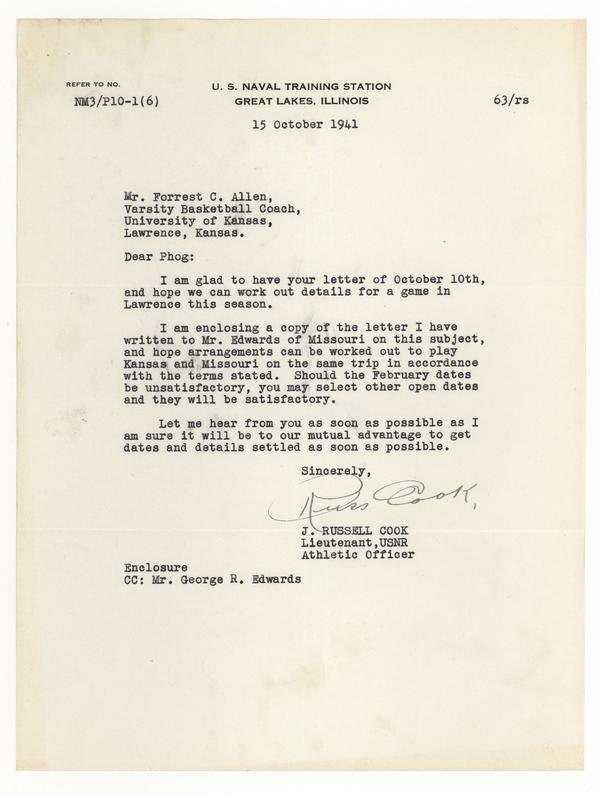 REFER TO NO.
NM3/P10-1(6)
U. S. NAVAL TRAINING STATION
GREAT LAKES, ILLINOIS
63/rs
15 October 1941
Mr. Forrest C. Allen,
Varsity Basketball Coach,
University of Kansas,
Lawrence, Kansas.
Dear Phog:
I am glad to have your letter of October 10th,
and hope we can work out details for a game in
Lawrence this season.
I am enclosing a copy of the letter I have
written to Mr. Edwards of Missouri on this subject,
and hope arrangements can be worked out to play
Kansas and Missouri on the same trip in accordance
with the terms stated. Should the February dates
be unsatisfactory, you may select other open dates
and they will be satisfactory.
Let me hear from you as soon as possible as I
am sure it will be to our mutual advantage to get
dates and details settled as soon as possible.
Sincerely,
Russ Cook.
J. RUSSELL COOK
Lieutenant,USNR
Athletic Officer
Enclosure
CC: Mr. George R. Edwards